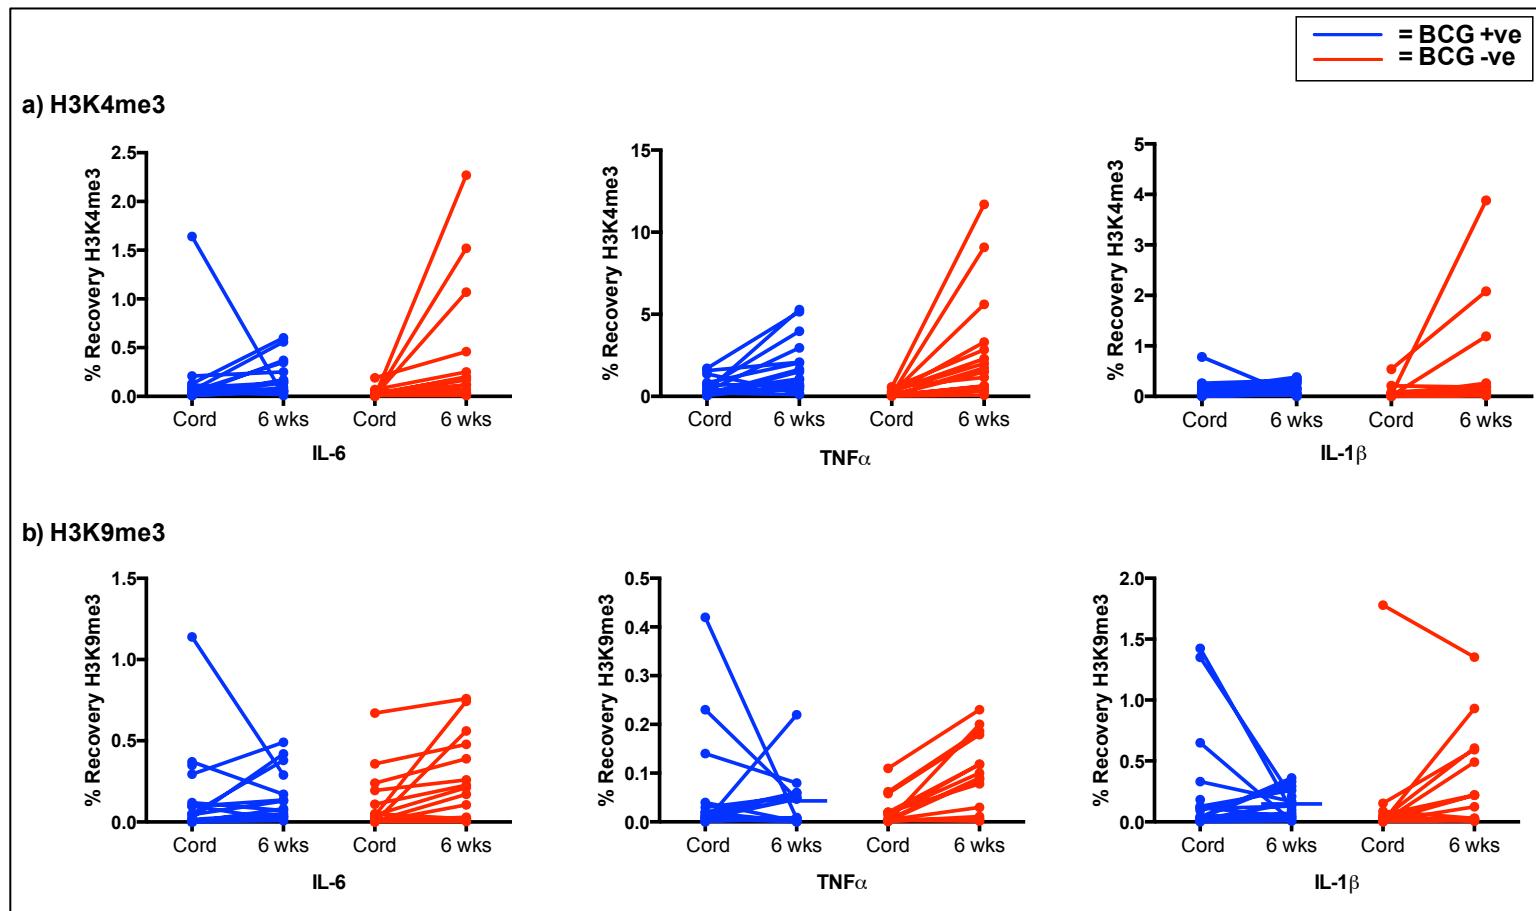 = BCG +ve
= BCG -ve
a) H3K4me3
% Recovery H3K4me3
2.5
2.0
1.5
1.0
0.5
0.0
Cord 6 wks Cord 6 wks
IL-6
% Recovery H3K4me3
15
10
5
0
Cord 6 wks Cord 6 wks
TNFα
% Recovery H3K4me3
5
4
3
2
1
0
Cord 6 wks Cord 6 wks
IL-1β
b) H3K9me3
% Recovery H3K9me3
1.5
1.0
0.5
0.0
Cord 6 wks Cord 6 wks
IL-6
% Recovery H3K9me3
0.5
0.4
0.3
0.2
0.1
0.0
Cord 6 wks Cord 6 wks
TNFα
% Recovery H3K9me3
2.0
1.5
1.0
0.5
0.0
Cord 6 wks Cord 6 wks
IL-1β